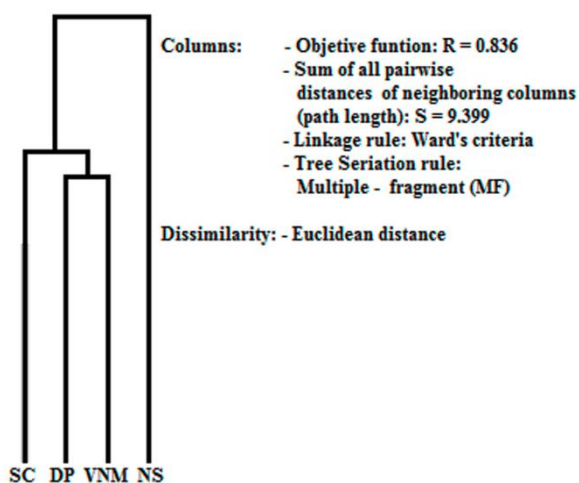 Columns: - Objetive funtion: R = 0.836
- Sum of all pairwise
distances of neighboring columns
(path length): S = 9.399
- Linkage rule: Ward's criteria
- Tree Seriation rule:
Multiple - fragment (MF)
Dissimilarity: - Euclidean distance
SC DP VNM NS